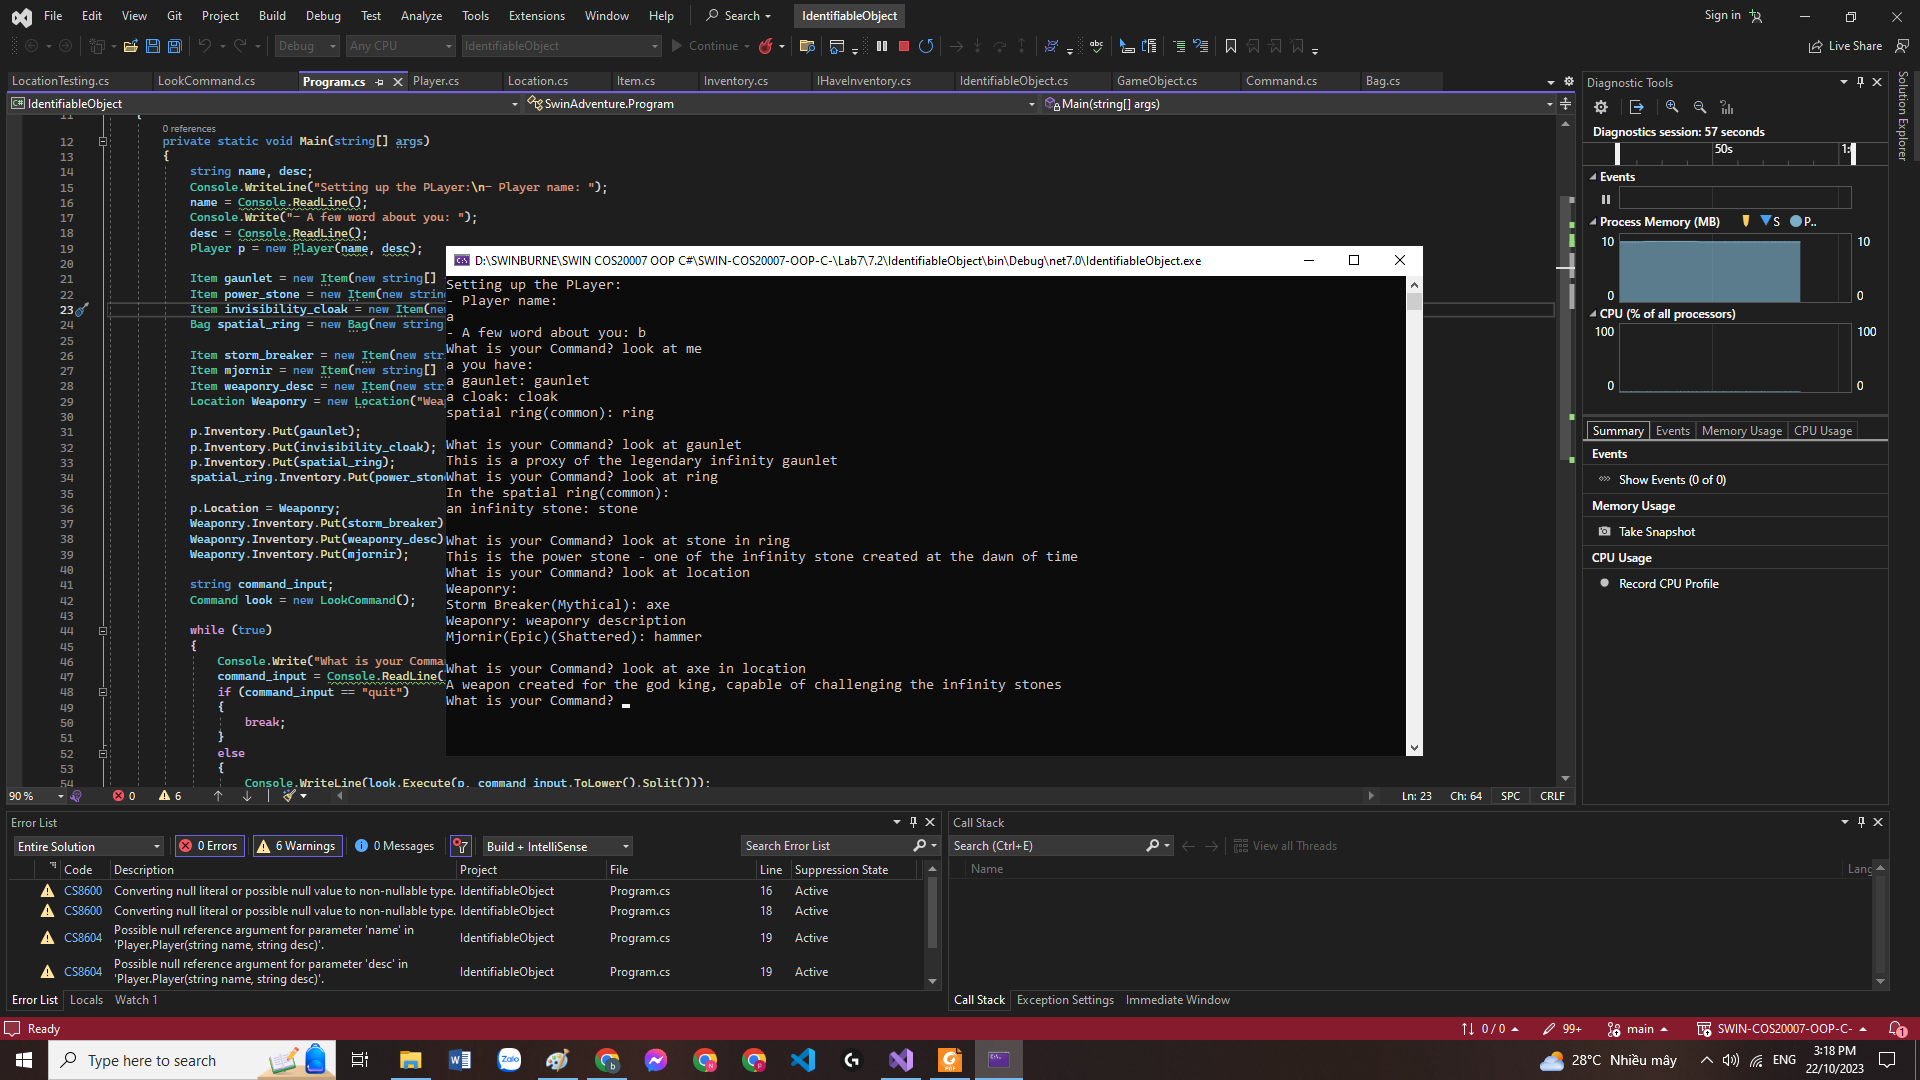 File Edit View Git Project Build Debug Test Analyze Tools Extensions Window Help Search IdentifiableObject Sign in
Debug Any CPU IdentifiableObject Continue Live Share
LocationTesting.cs LookCommand.cs Program.cs Player.cs Location.cs Item.cs Inventory.cs IHaveInventory.cs IdentifiableObject.cs GameObject.cs Command.cs Bag.cs
IdentifiableObject SwinAdventure.Program Main(string[] args)
11 {
0 references
12 private static void Main(string[] args)
13 {
14 string name, desc;
15 Console.WriteLine("Setting up the PLayer:\n- Player name: ");
16 name = Console.ReadLine();
17 Console.Write("- A few word about you: ");
18 desc = Console.ReadLine();
19 Player p = new Player(name, desc);
20
21 Item gaunlet = new Item(new string[]
22 Item power_stone = new Item(new string
23 Item invisibility_cloak = new Item(new
24 Bag spatial_ring = new Bag(new string
25
26 Item storm_breaker = new Item(new str
27 Item mjornir = new Item(new string[]
28 Item weaponry_desc = new Item(new str
29 Location Weaponry = new Location("Wea
30
31 p.Inventory.Put(gaunlet);
32 p.Inventory.Put(invisibility_cloak);
33 p.Inventory.Put(spatial_ring);
34 spatial_ring.Inventory.Put(power_ston
35
36 p.Location = Weaponry;
37 Weaponry.Inventory.Put(storm_breaker)
38 Weaponry.Inventory.Put(weaponry_desc)
39 Weaponry.Inventory.Put(mjornir);
40
41 string command_input;
42 Command look = new LookCommand();
43
44 while (true)
45 {
46 Console.Write("What is your Comma
47 command_input = Console.ReadLine(
48 if (command_input == "quit")
49 {
50 break;
51 }
52 else
53 {
54 Console.WriteLine(look.Execute(p, command_input.ToLower().Split()));
D:\SWINBURNE\SWIN COS20007 OOP C#\SWIN-COS20007-OOP-C-\Lab7\7.2\IdentifiableObject\bin\Debug\net7.0\IdentifiableObject.exe
Setting up the PLayer:
- Player name:
a
- A few word about you: b
What is your Command? look at me
a you have:
a gaunlet: gaunlet
a cloak: cloak
spatial ring(common): ring
What is your Command? look at gaunlet
This is a proxy of the legendary infinity gaunlet
What is your Command? look at ring
In the spatial ring(common):
an infinity stone: stone
What is your Command? look at stone in ring
This is the power stone - one of the infinity stone created at the dawn of time
What is your Command? look at location
Weaponry:
Storm Breaker(Mythical): axe
Weaponry: weaponry description
Mjornir(Epic)(Shattered): hammer
What is your Command? look at axe in location
A weapon created for the god king, capable of challenging the infinity stones
What is your Command?
90 % 0 6 Ln: 23 Ch: 64 SPC CRLF
Diagnostic Tools
Diagnostics session: 57 seconds
50s 1:0
Events
Process Memory (MB) S P..
10 10
0 0
CPU (% of all processors)
100 100
0 0
Summary Events Memory Usage CPU Usage
Events
Show Events (0 of 0)
Memory Usage
Take Snapshot
CPU Usage
Record CPU Profile
Solution Explorer
Error List
Entire Solution 0 Errors 6 Warnings 0 Messages Build + IntelliSense Search Error List
Code Description Project File Line Suppression State
CS8600 Converting null literal or possible null value to non-nullable type. IdentifiableObject Program.cs 16 Active
CS8600 Converting null literal or possible null value to non-nullable type. IdentifiableObject Program.cs 18 Active
CS8604 Possible null reference argument for parameter 'name' in 'Player.Player(string name, string desc)'. IdentifiableObject Program.cs 19 Active
CS8604 Possible null reference argument for parameter 'desc' in 'Player.Player(string name, string desc)'. IdentifiableObject Program.cs 19 Active
Error List Locals Watch 1
Call Stack
Search (Ctrl+E) View all Threads
Name Lang
Call Stack Exception Settings Immediate Window
Ready 0 / 0 99+ main SWIN-COS20007-OOP-C- 1
Type here to search Zalo 28°C Nhiều mây ENG 3:18 PM
22/10/2023